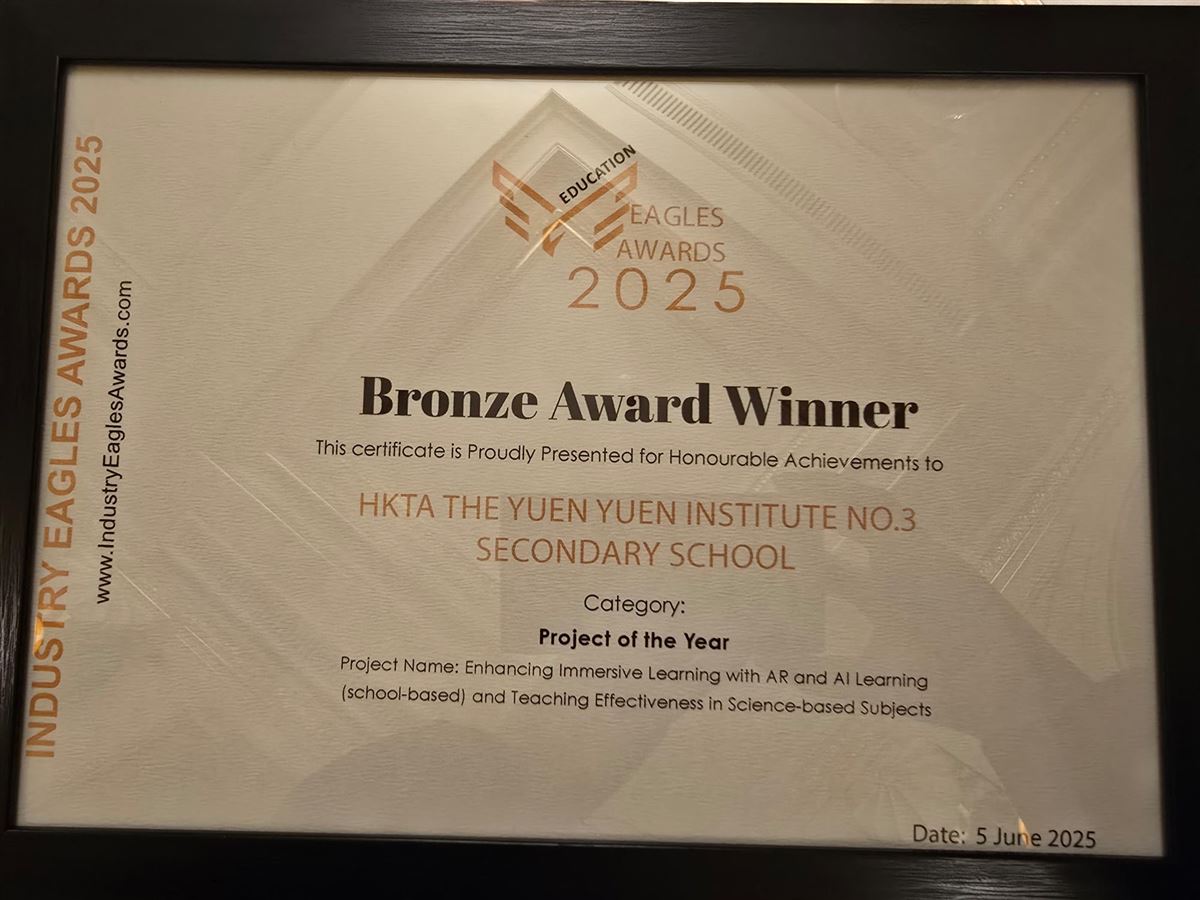 INDUSTRY EAGLES AWARDS 2025
www.IndustryEaglesAwards.com
EDUCATION
EAGLES
AWARDS
2025
Bronze Award Winner
This certificate is Proudly Presented for Honourable Achievements to
HKTA THE YUEN YUEN INSTITUTE NO.3
SECONDARY SCHOOL
Category:
Project of the Year
Project Name: Enhancing Immersive Learning with AR and AI Learning
(school-based) and Teaching Effectiveness in Science-based Subjects
Date: 5 June 2025